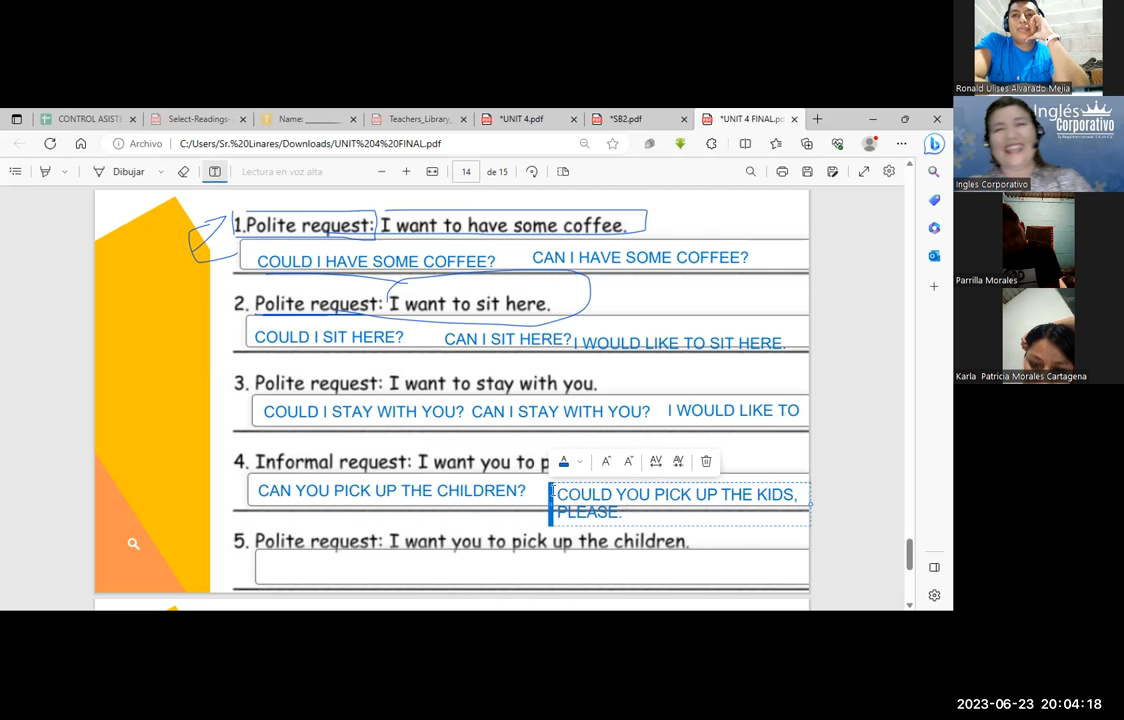 CONTROL ASIST
Select-Readings-
Name: ________
Teachers_Library_
*UNIT 4.pdf
*SB2.pdf
*UNIT 4 FINAL.pdf
Archivo
C:/Users/Sr.%20Linares/Downloads/UNIT%204%20FINAL.pdf
Dibujar
Lectura en voz alta
14 de 15
1.Polite request: I want to have some coffee.
COULD I HAVE SOME COFFEE? CAN I HAVE SOME COFFEE?
2. Polite request: I want to sit here.
COULD I SIT HERE? CAN I SIT HERE? I WOULD LIKE TO SIT HERE.
3. Polite request: I want to stay with you.
COULD I STAY WITH YOU? CAN I STAY WITH YOU? I WOULD LIKE TO
4. Informal request: I want you to p
CAN YOU PICK UP THE CHILDREN? COULD YOU PICK UP THE KIDS,
PLEASE.
5. Polite request: I want you to pick up the children.
Ronald Ulises Alvarado Mejia
Inglés
Corporativo
Ingles Corporativo
Parrilla Morales
Karla Patricia Morales Cartagena
2023-06-23 20:04:18